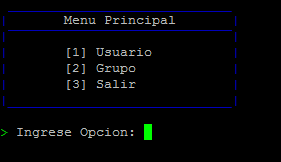 Menu Principal
[1] Usuario
[2] Grupo
[3] Salir
> Ingrese Opcion: